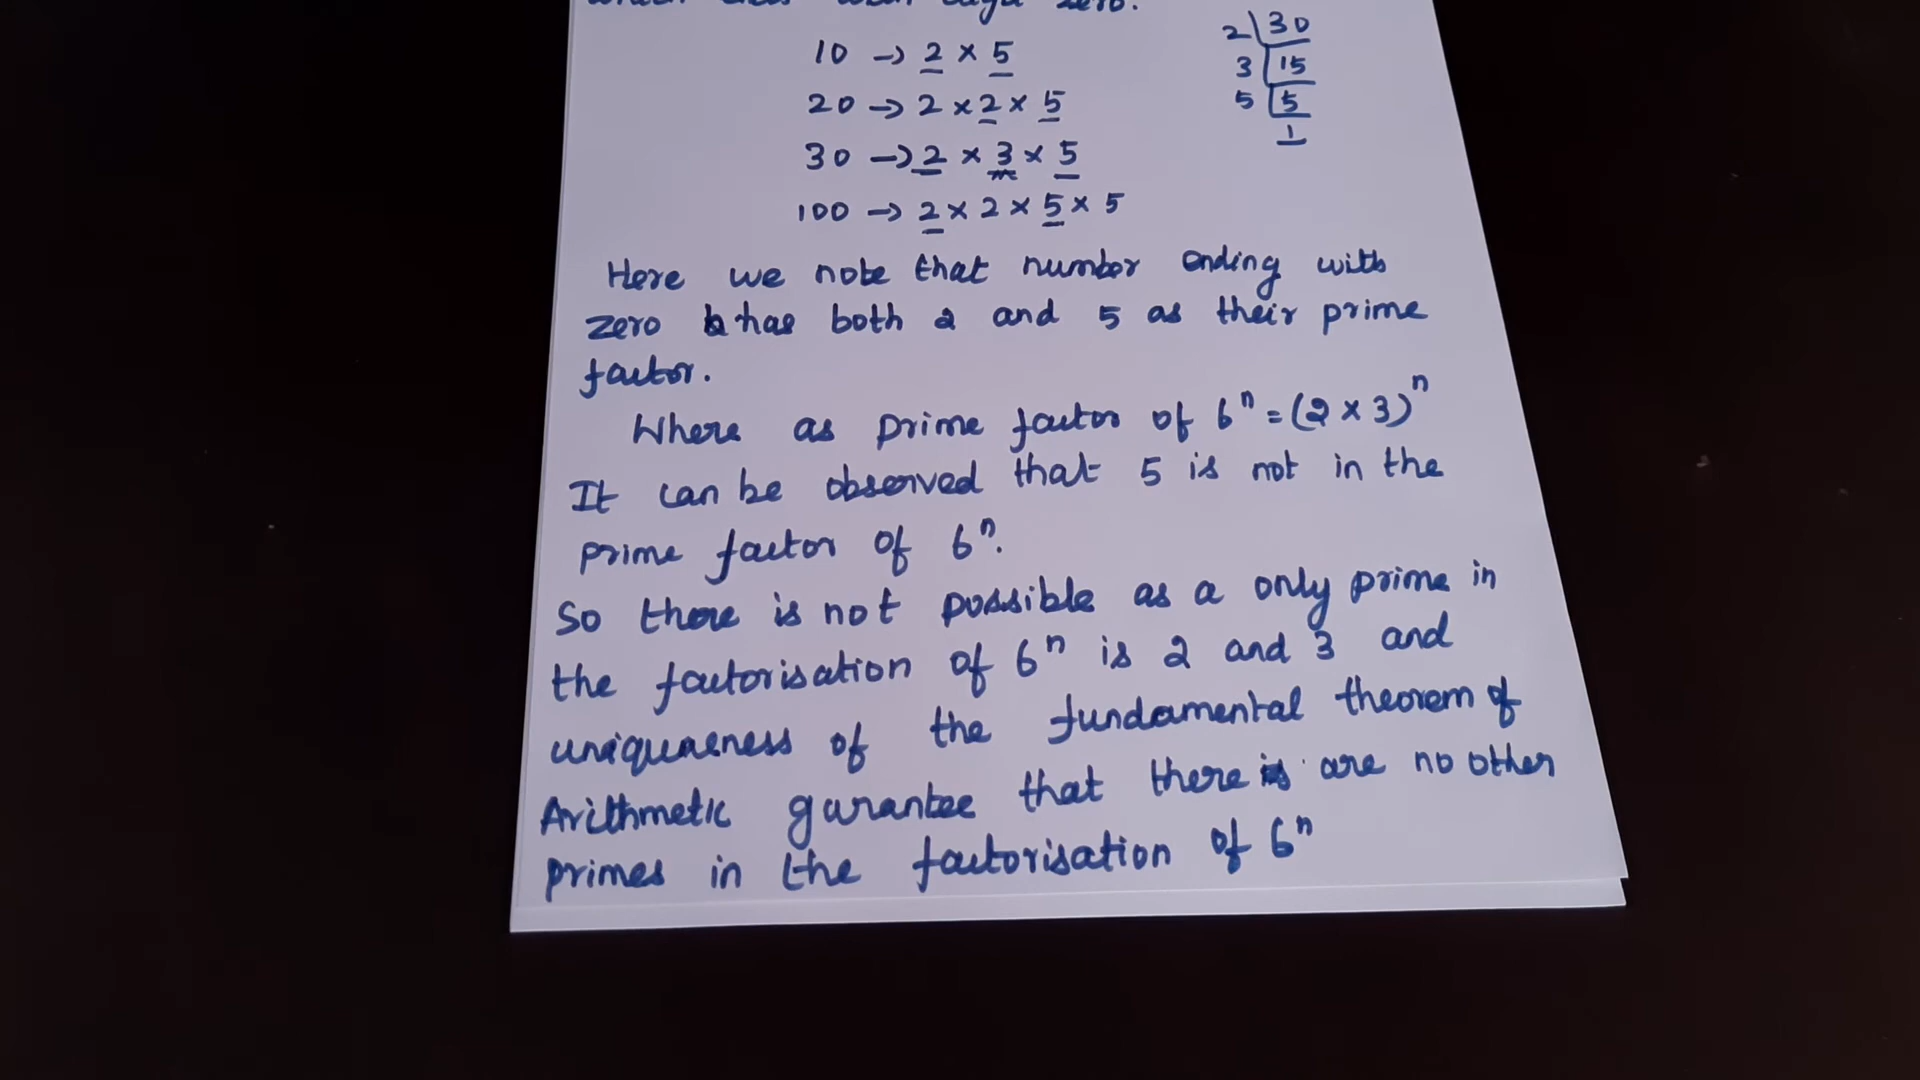 zero.
10 → 2 × 5
20 → 2 × 2 × 5
30 → 2 × 3 × 5
100 → 2 × 2 × 5 × 5
2 | 30
3 | 15
5 | 5
1
Here we note that number ending with
zero has both 2 and 5 as their prime
factor.
Where as prime factor of 6ⁿ = (2 × 3)ⁿ
It can be observed that 5 is not in the
prime factor of 6ⁿ.
So there is not possible as a only prime in
the factorisation of 6ⁿ is 2 and 3 and
uniquaeness of the fundamental theorem of
Arithmetic gurantee that there are no other
primes in the factorisation of 6ⁿ